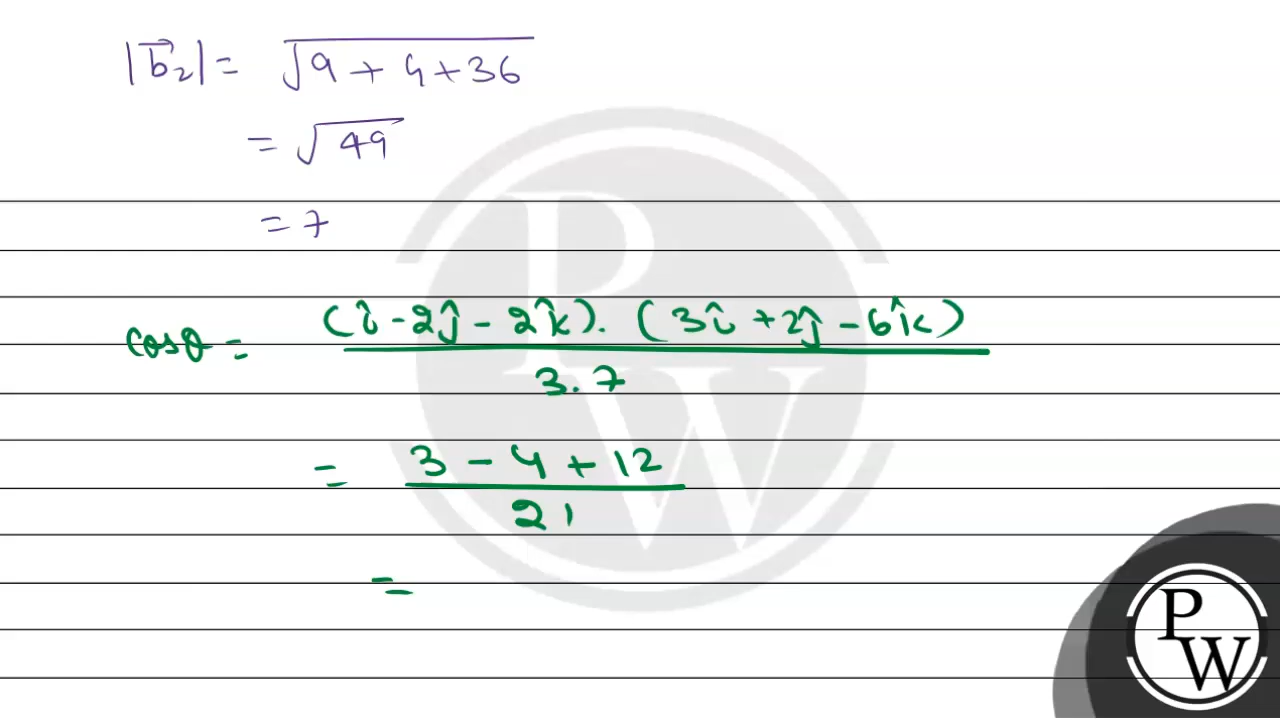 |b⃗₂| = √(9 + 4 + 36)
= √49
= 7
cosθ = ((î - 2ĵ - 2k̂). (3î + 2ĵ - 6k̂))/(3.7)
= (3 - 4 + 12)/21
=
P
W
P
W